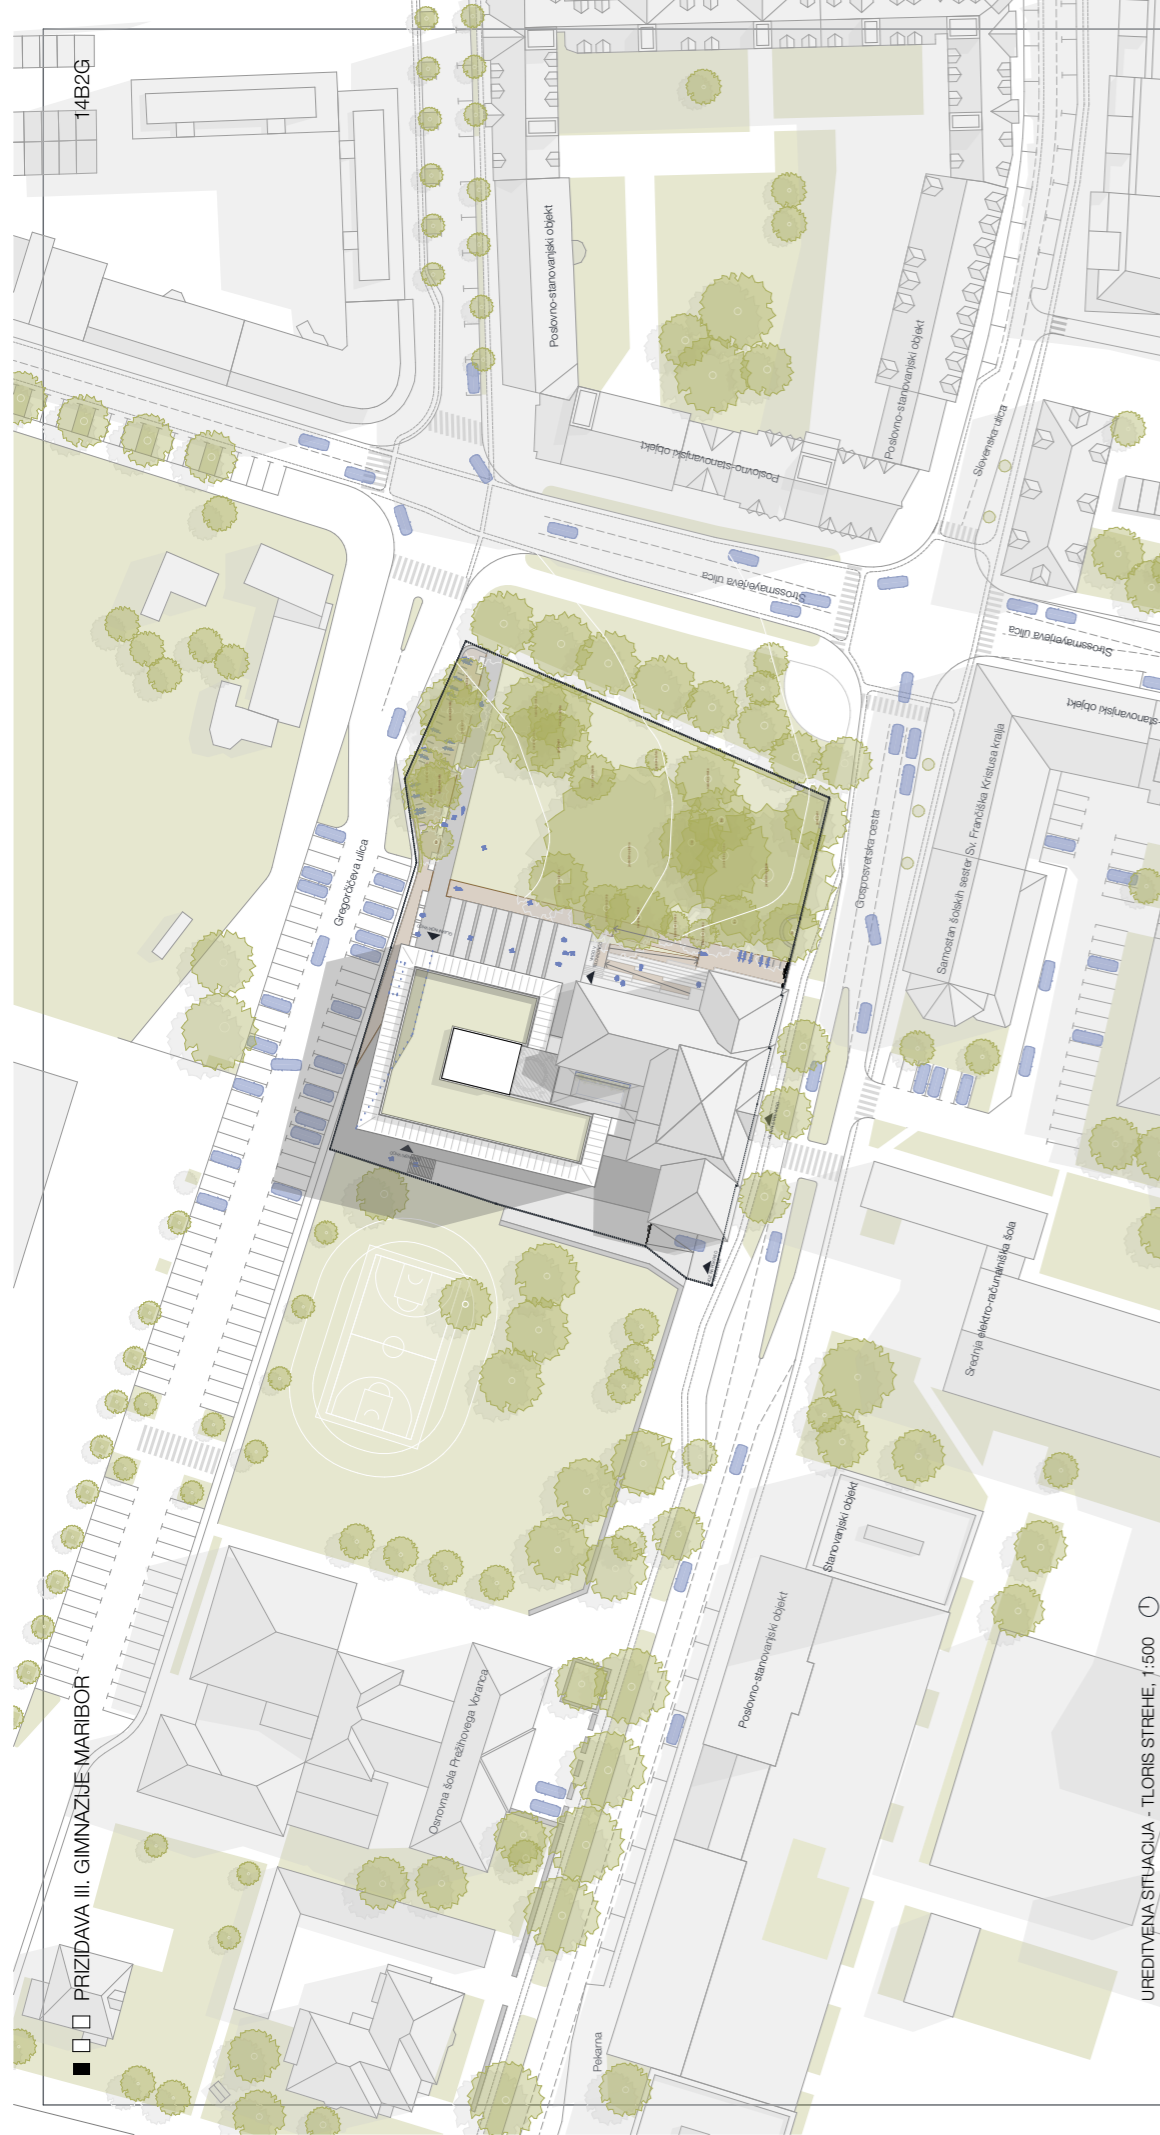 PRIZIDAVA III. GIMNAZIJE MARIBOR
14B2G
Gregorčičeva ulica
Poslovno-stanovanjski objekt
Poslovno-stanovanjski objekt
Poslovno-stanovanjski objekt
Slovenska ulica
Strossmayerjeva ulica
Strossmayerjeva ulica
-stanovanjski objekt
Gosposvetska cesta
Samostan šolskih sester Sv. Frančiška Kristusa kralja
Srednja elektro-računalniška šola
Stanovanjski objekt
Poslovno-stanovanjski objekt
Osnovna šola Prežihovega Voranca
Pekarna
UREDITVENA SITUACIJA - TLORIS STREHE, 1:500